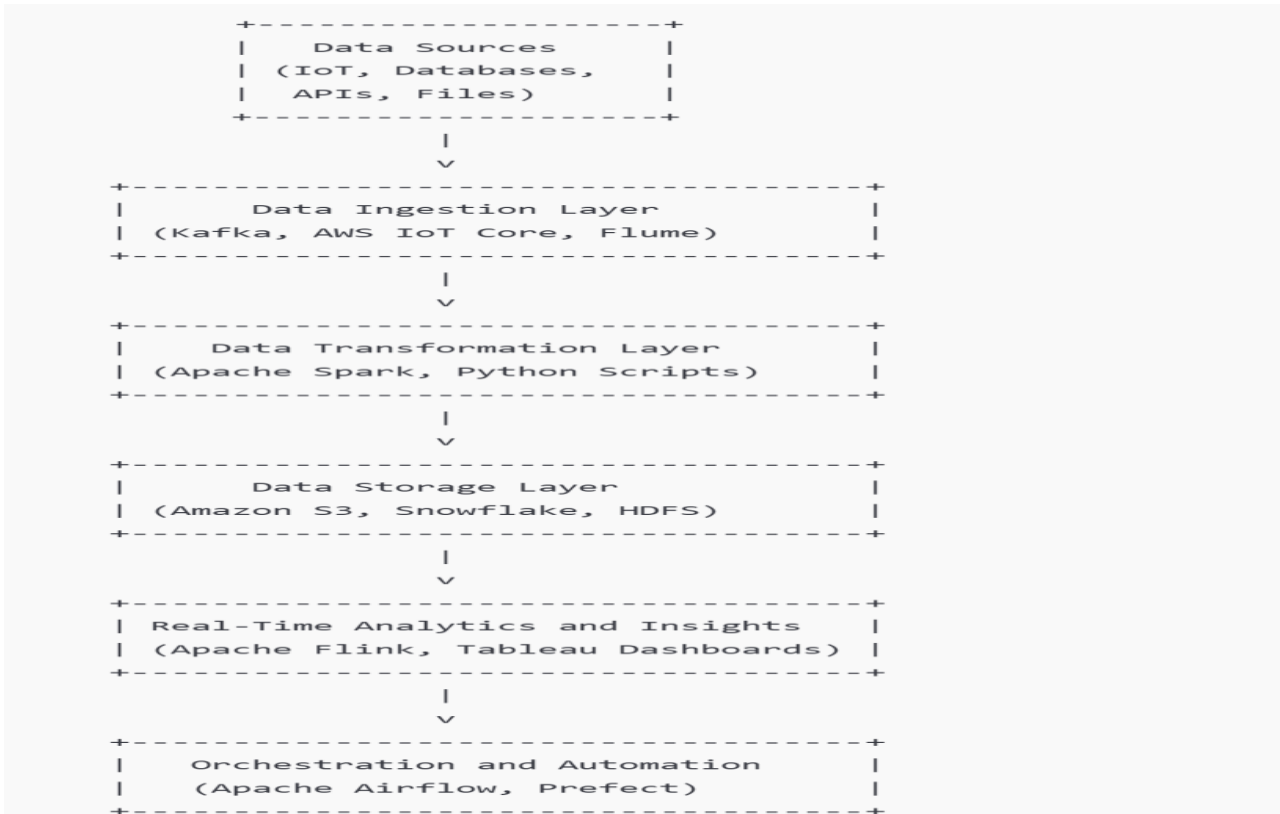 Data Sources
(IoT, Databases,
APIs, Files)
Data Ingestion Layer
(Kafka, AWS IoT Core, Flume)
Data Transformation Layer
(Apache Spark, Python Scripts)
Data Storage Layer
(Amazon S3, Snowflake, HDFS)
Real-Time Analytics and Insights
(Apache Flink, Tableau Dashboards)
Orchestration and Automation
(Apache Airflow, Prefect)